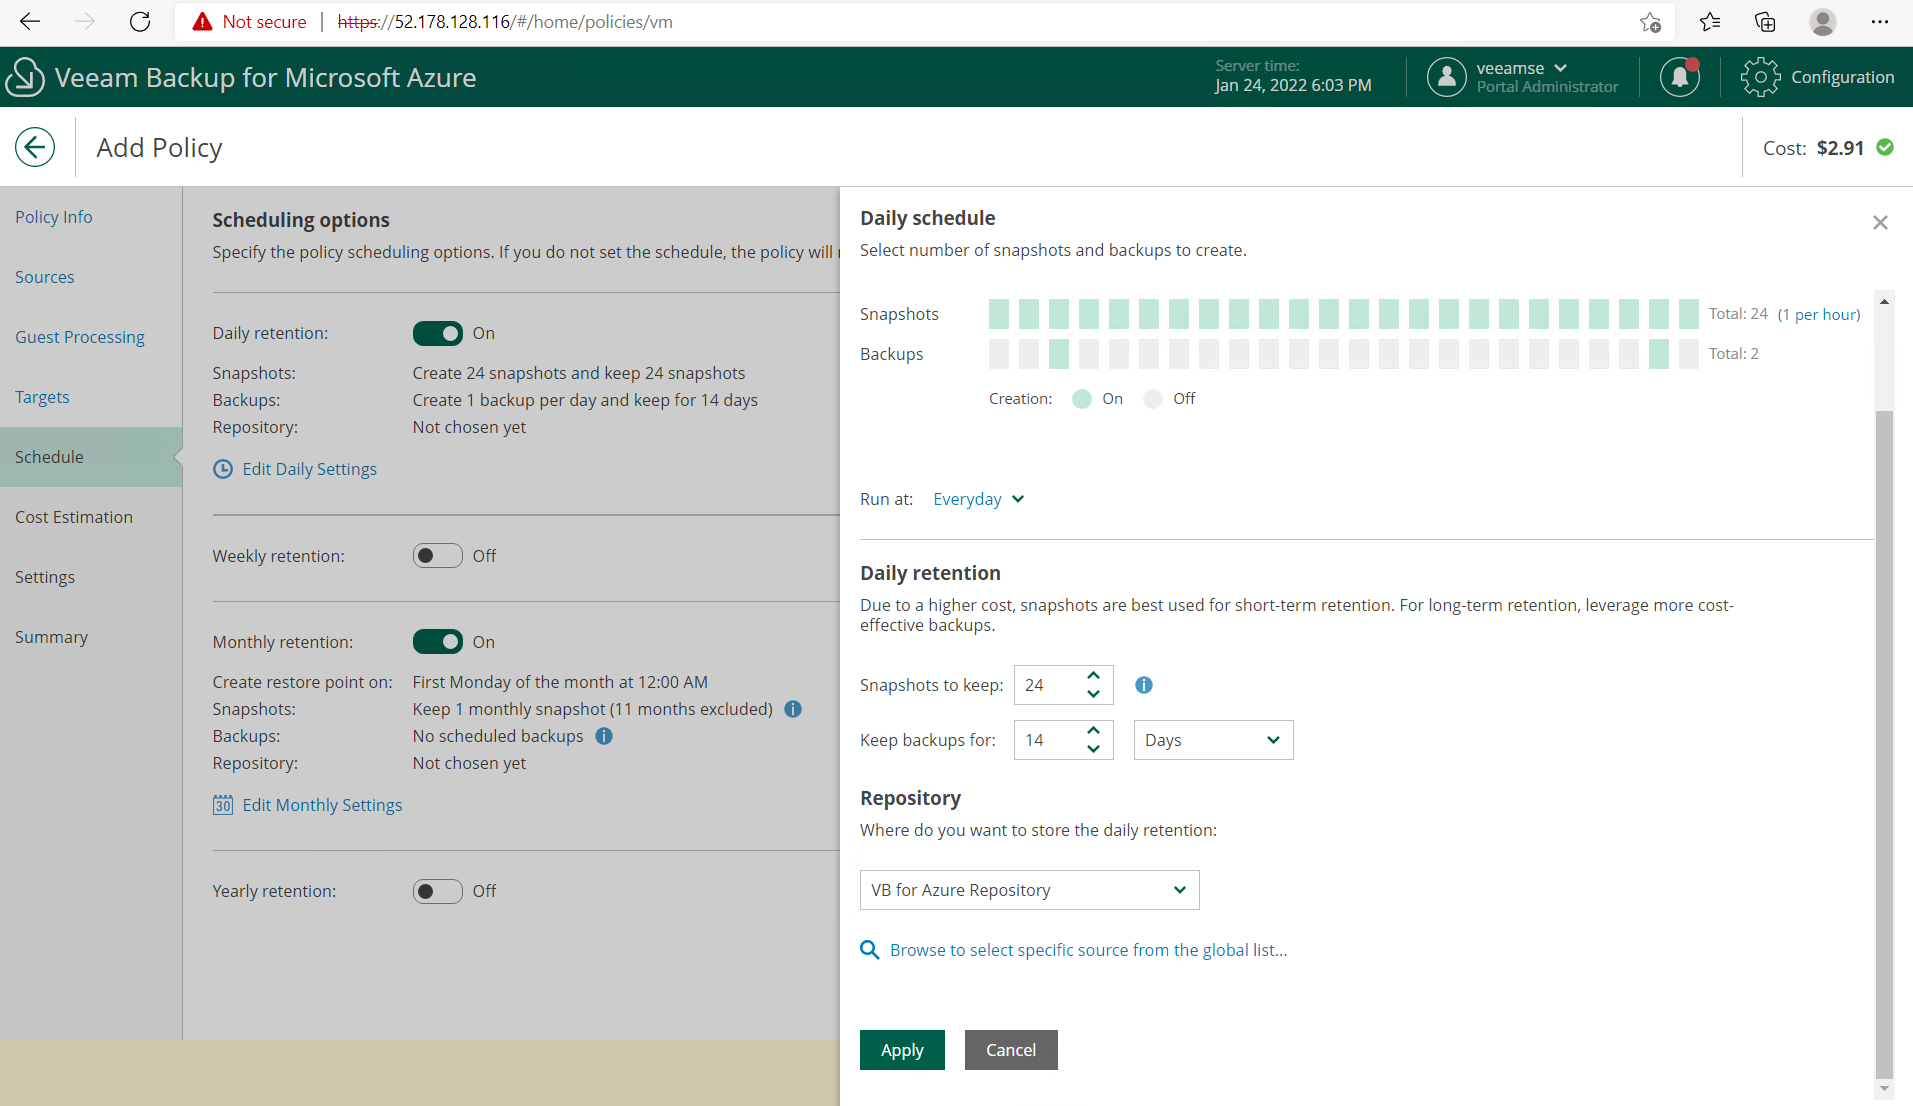 Not secure | https://52.178.128.116/#/home/policies/vm
Veeam Backup for Microsoft Azure
Server time:
Jan 24, 2022 6:03 PM
veeamse
Portal Administrator
Configuration
Add Policy
Cost: $2.91
Policy Info
Sources
Guest Processing
Targets
Schedule
Cost Estimation
Settings
Summary
Scheduling options
Specify the policy scheduling options. If you do not set the schedule, the policy will
Daily retention: On
Snapshots: Create 24 snapshots and keep 24 snapshots
Backups: Create 1 backup per day and keep for 14 days
Repository: Not chosen yet
Edit Daily Settings
Weekly retention: Off
Monthly retention: On
Create restore point on: First Monday of the month at 12:00 AM
Snapshots: Keep 1 monthly snapshot (11 months excluded)
Backups: No scheduled backups
Repository: Not chosen yet
30 Edit Monthly Settings
Yearly retention: Off
Daily schedule
Select number of snapshots and backups to create.
Snapshots Total: 24 (1 per hour)
Backups Total: 2
Creation: On Off
Run at: Everyday
Daily retention
Due to a higher cost, snapshots are best used for short-term retention. For long-term retention, leverage more cost-
effective backups.
Snapshots to keep: 24
Keep backups for: 14 Days
Repository
Where do you want to store the daily retention:
VB for Azure Repository
Browse to select specific source from the global list...
Apply Cancel